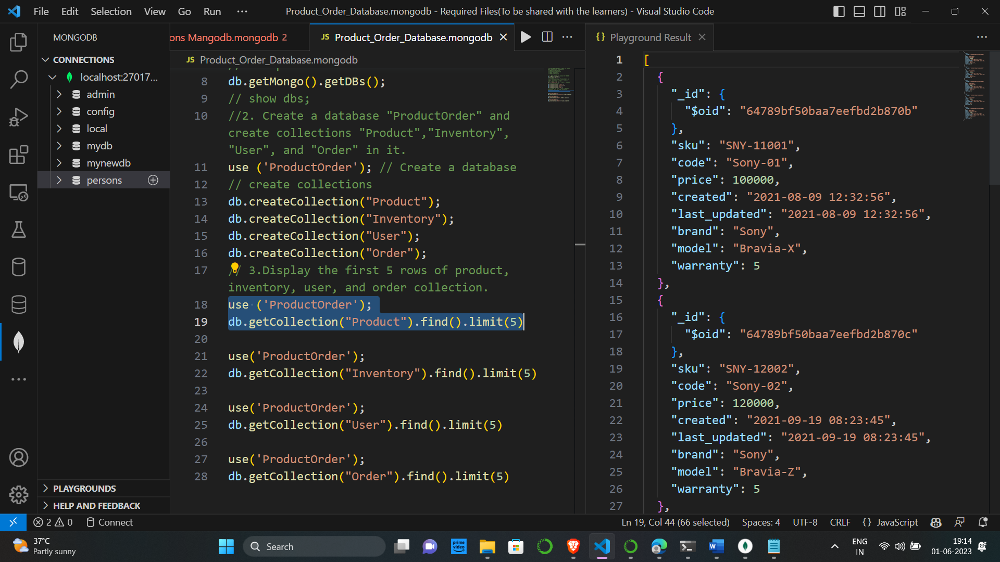 File Edit Selection View Go Run ··· Product_Order_Database.mongodb - Required Files(To be shared with the learners) - Visual Studio Code
MONGODB
CONNECTIONS
localhost:27017...
admin
config
local
mydb
mynewdb
persons
PLAYGROUNDS
HELP AND FEEDBACK
ons Mangodb.mongodb 2 JS Product_Order_Database.mongodb
JS Product_Order_Database.mongodb
8 db.getMongo().getDBs();
9 // show dbs;
10 //2. Create a database "ProductOrder" and
create collections "Product","Inventory",
"User", and "Order" in it.
11 use ('ProductOrder'); // Create a database
12 // create collections
13 db.createCollection("Product");
14 db.createCollection("Inventory");
15 db.createCollection("User");
16 db.createCollection("Order");
17 // 3.Display the first 5 rows of product,
inventory, user, and order collection.
18 use ('ProductOrder');
19 db.getCollection("Product").find().limit(5)
20
21 use('ProductOrder');
22 db.getCollection("Inventory").find().limit(5)
23
24 use('ProductOrder');
25 db.getCollection("User").find().limit(5)
26
27 use('ProductOrder');
28 db.getCollection("Order").find().limit(5)
{} Playground Result
1 [
2 {
3 "_id": {
4 "$oid": "64789bf50baa7eefbd2b870b"
5 },
6 "sku": "SNY-11001",
7 "code": "Sony-01",
8 "price": 100000,
9 "created": "2021-08-09 12:32:56",
10 "last_updated": "2021-08-09 12:32:56",
11 "brand": "Sony",
12 "model": "Bravia-X",
13 "warranty": 5
14 },
15 {
16 "_id": {
17 "$oid": "64789bf50baa7eefbd2b870c"
18 },
19 "sku": "SNY-12002",
20 "code": "Sony-02",
21 "price": 120000,
22 "created": "2021-09-19 08:23:45",
23 "last_updated": "2021-09-19 08:23:45",
24 "brand": "Sony",
25 "model": "Bravia-Z",
26 "warranty": 5
27 },
2 0 Connect Ln 19, Col 44 (66 selected) Spaces: 4 UTF-8 CRLF {} JavaScript
37°C
Partly sunny
Search
prime video
ENG
IN
19:14
01-06-2023